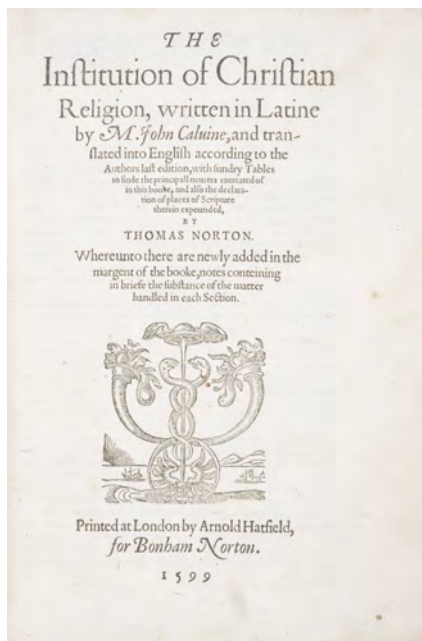 THE
Inſtitution of Chriſtian
Religion, written in Latine
by M. John Caluine, and tran-
ſlated into Engliſh according to the
Authors laſt edition, with ſundry Tables
to finde the principall matters entreated of
in this booke, and alſo the declara-
tion of places of Scripture
therein expounded,
BY
THOMAS NORTON.
Whereunto there are newly added in the
margent of the booke, notes conteining
in briefe the ſubſtance of the matter
handled in each Section.
Printed at London by Arnold Hatfield,
for Bonham Norton.
1599